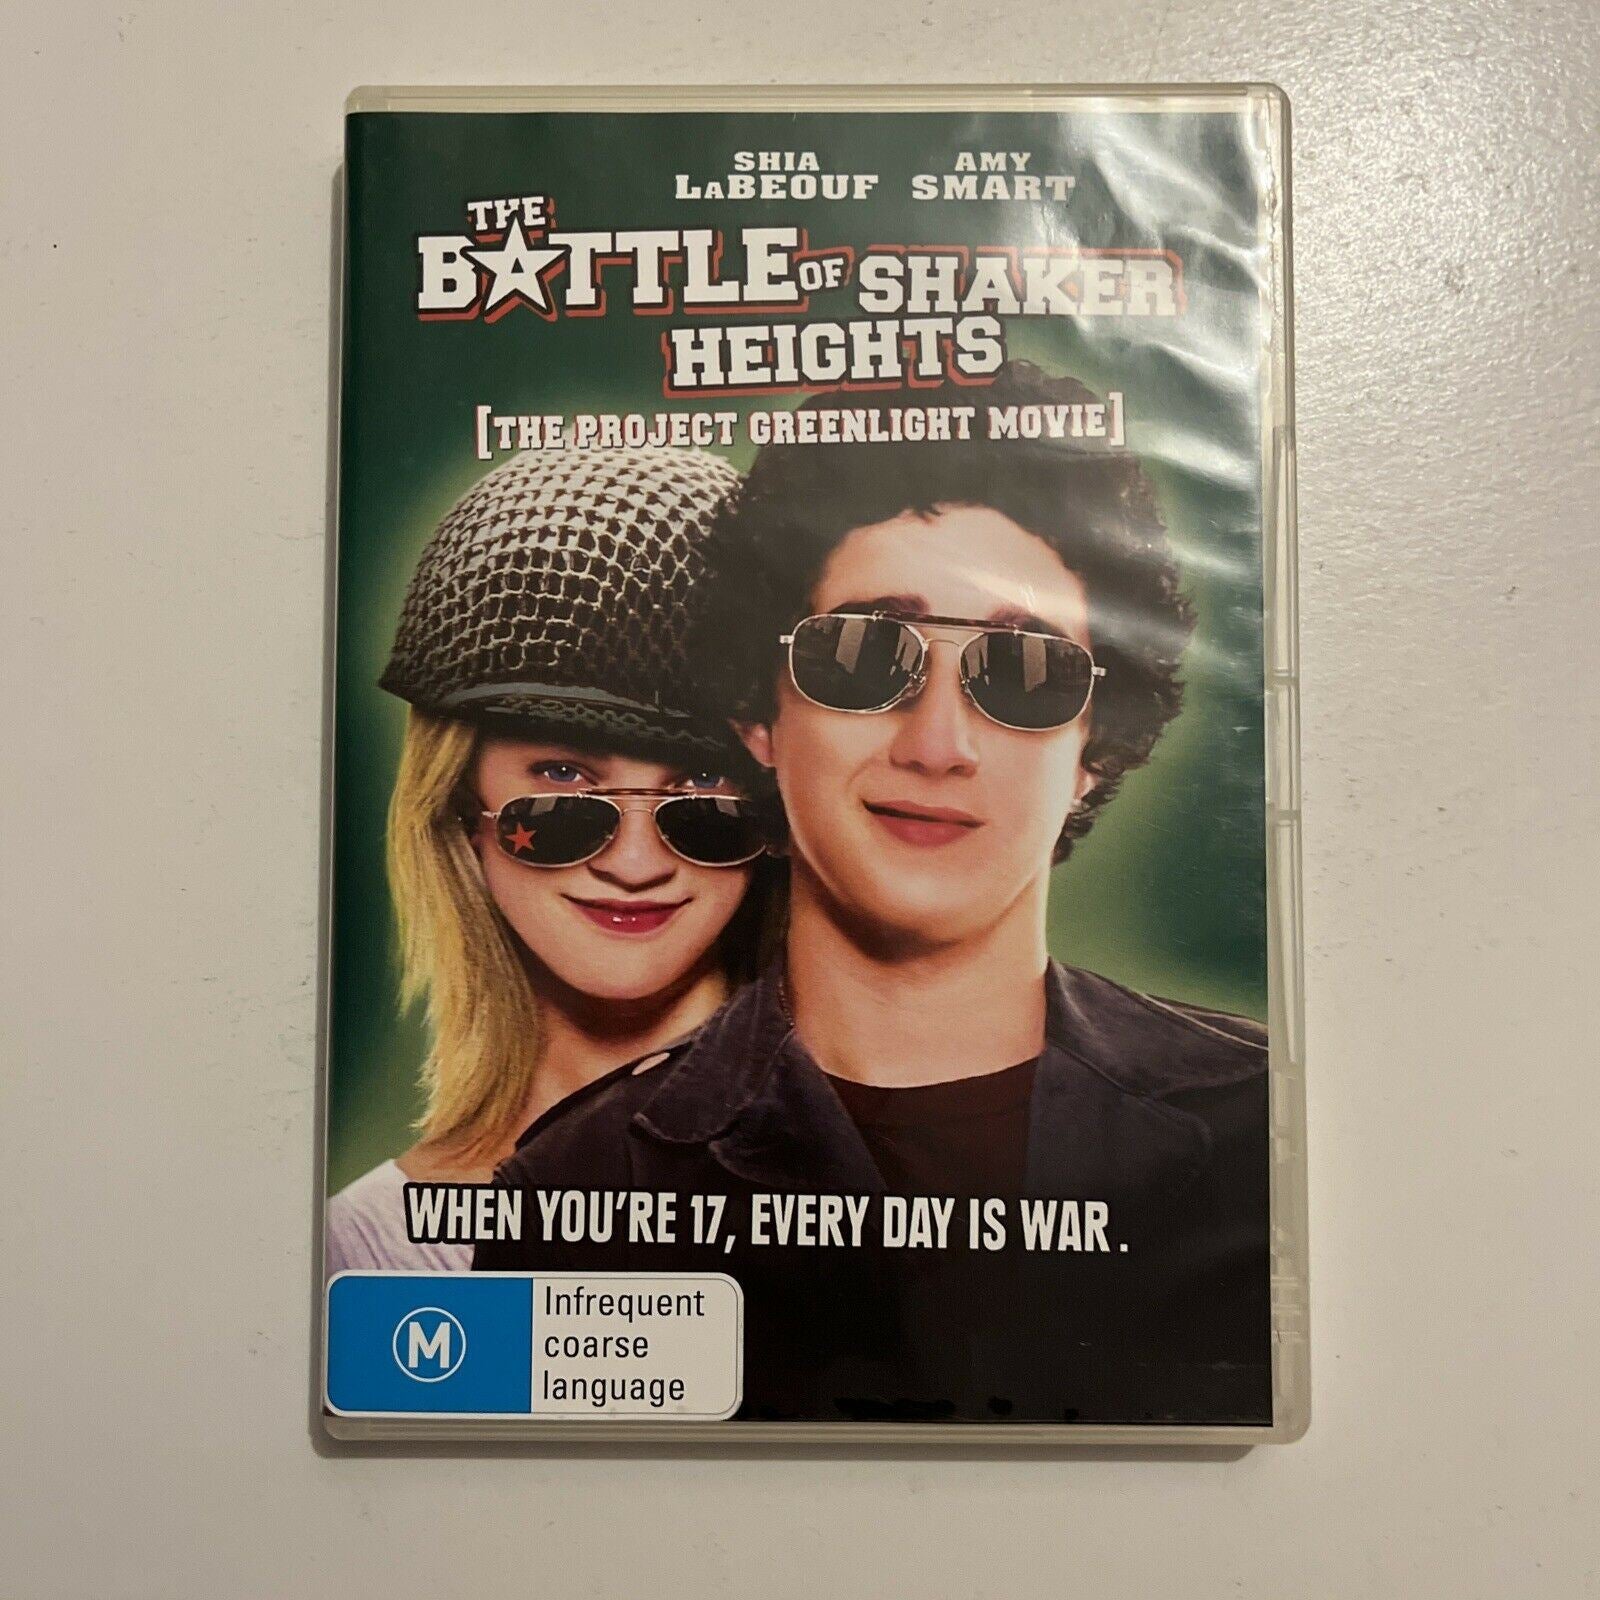 SHIA AMY
LABEOUF SMART
THE
BATTLE OF SHAKER
HEIGHTS
[THE PROJECT GREENLIGHT MOVIE]
WHEN YOU'RE 17, EVERY DAY IS WAR.
M
Infrequent
coarse
language